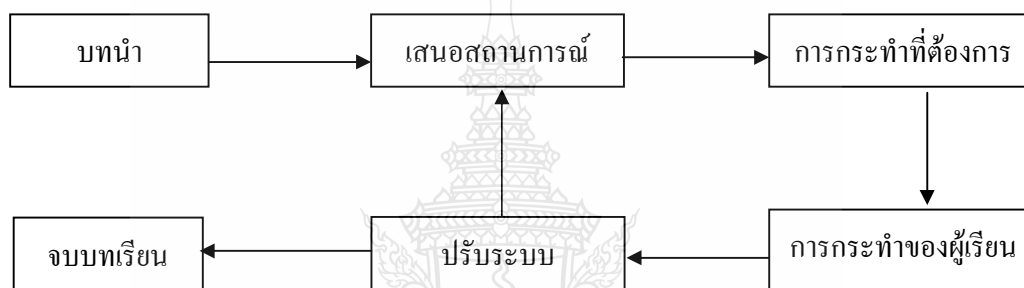 บทนำ
เสนอสถานการณ์
การกระทำที่ต้องการ
จบบทเรียน
ปรับระบบ
การกระทำของผู้เรียน